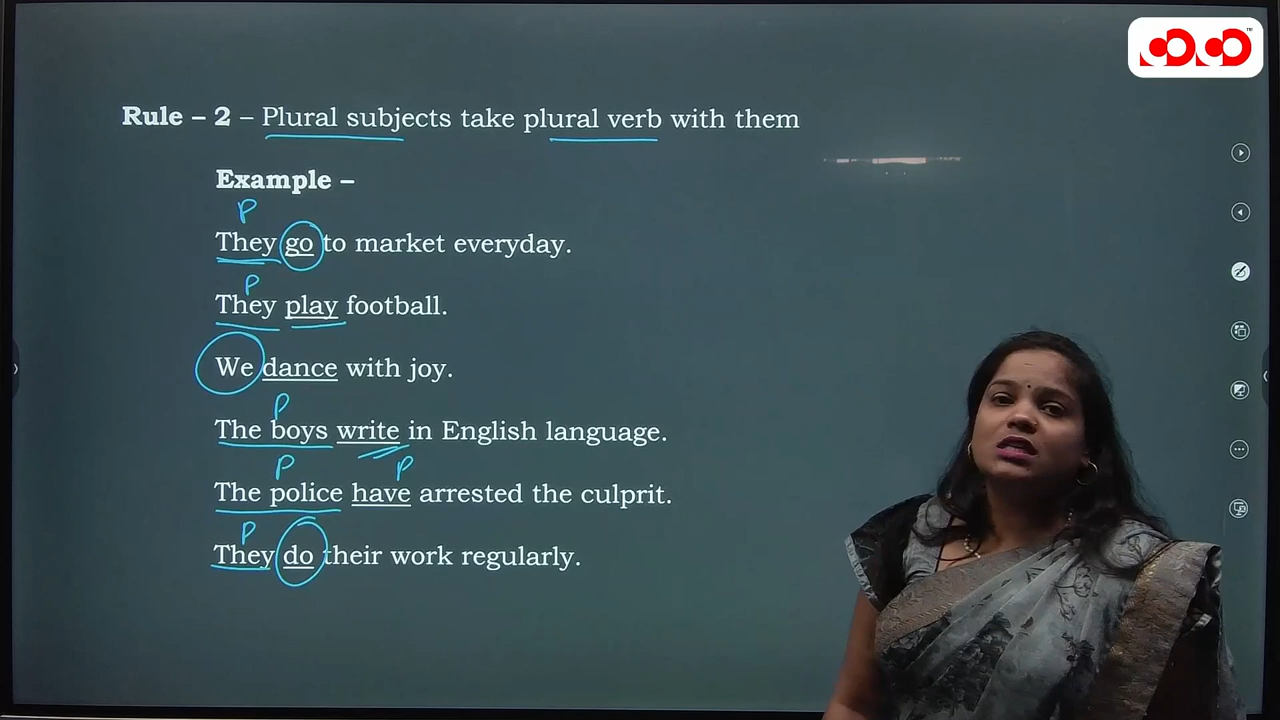 Rule – 2 – Plural subjects take plural verb with them
Example –
P
They go to market everyday.
P
They play football.
We dance with joy.
P
The boys write in English language.
P P
The police have arrested the culprit.
P
They do their work regularly.